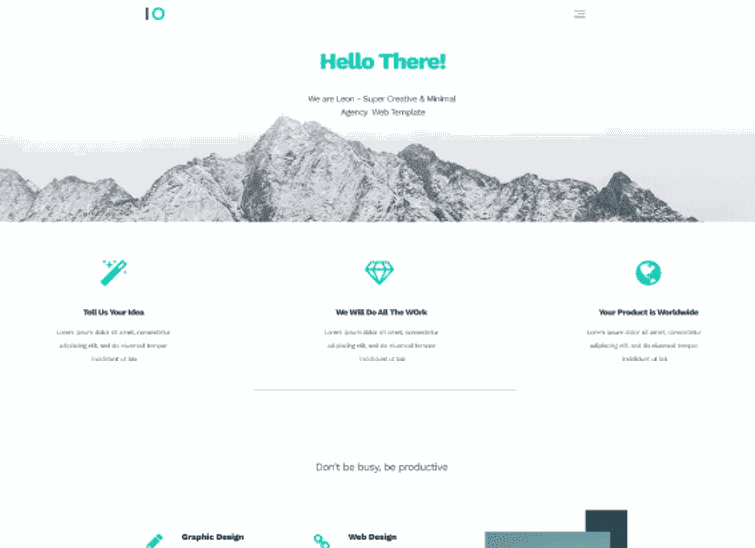 IO
Hello There!
We are Leon - Super Creative & Minimal
Agency Web Template
Tell Us Your Idea
Lorem ipsum dolor sit amet, consectetur
adipiscing elit, sed do eiusmod tempor
incididunt ut lab
We Will Do All The WOrk
Lorem ipsum dolor sit amet, consectetur
adipiscing elit, sed do eiusmod tempor
incididunt ut lab
Your Product is Worldwide
Lorem ipsum dolor sit amet, consectetur
adipiscing elit, sed do eiusmod tempor
incididunt ut lab
Don't be busy, be productive
Graphic Design
Web Design